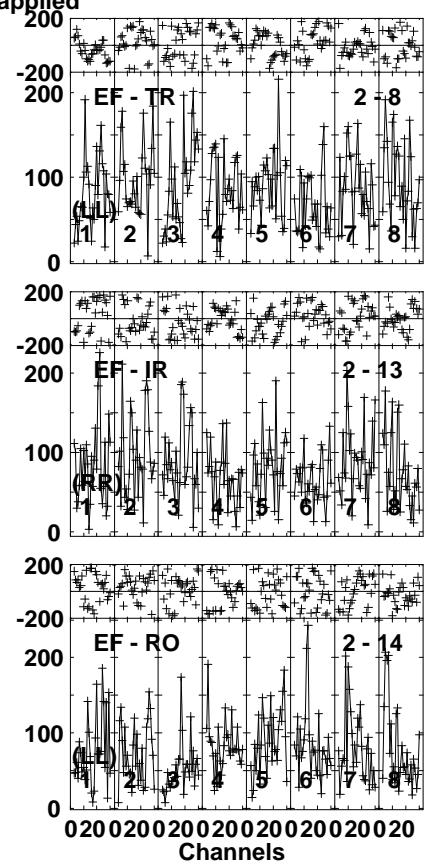 applied
200
-200
200
EF - TR 2 - 8
100
(LL)
1 2 3 4 5 6 7 8
0
200
-200
200
EF - IR 2 - 13
100
(RR)
1 2 3 4 5 6 7 8
0
200
-200
200
EF - RO 2 - 14
100
(LL)
1 2 3 4 5 6 7 8
0
020020020020020020020020
Channels